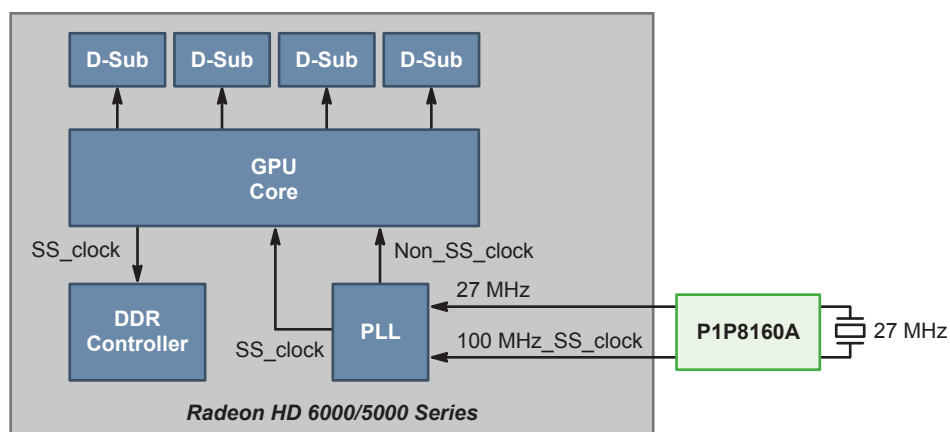 D-Sub
D-Sub
D-Sub
D-Sub
GPU
Core
SS_clock
Non_SS_clock
27 MHz
DDR
Controller
SS_clock
PLL
100 MHz_SS_clock
P1P8160A
27 MHz
Radeon HD 6000/5000 Series